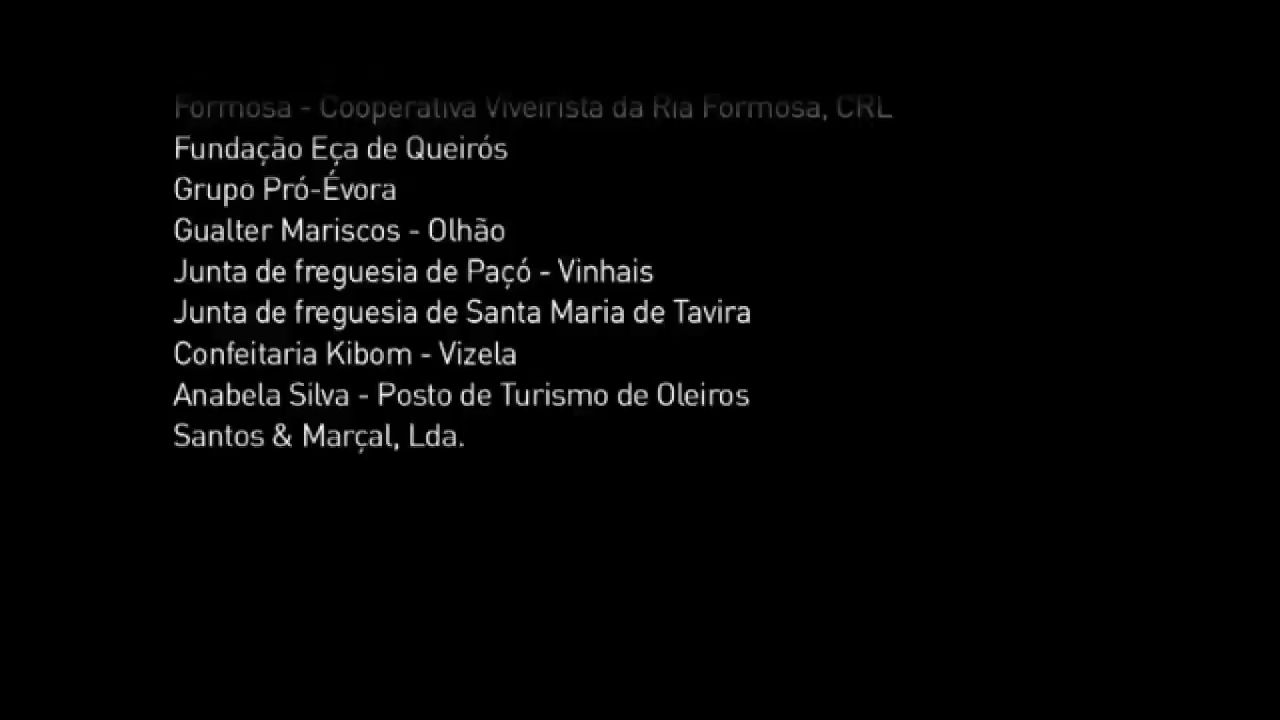 Formosa - Cooperativa Viveirista da Ria Formosa, CRL
Fundação Eça de Queirós
Grupo Pró-Évora
Gualter Mariscos - Olhão
Junta de freguesia de Paçó - Vinhais
Junta de freguesia de Santa Maria de Tavira
Confeitaria Kibom - Vizela
Anabela Silva - Posto de Turismo de Oleiros
Santos & Marçal, Lda.